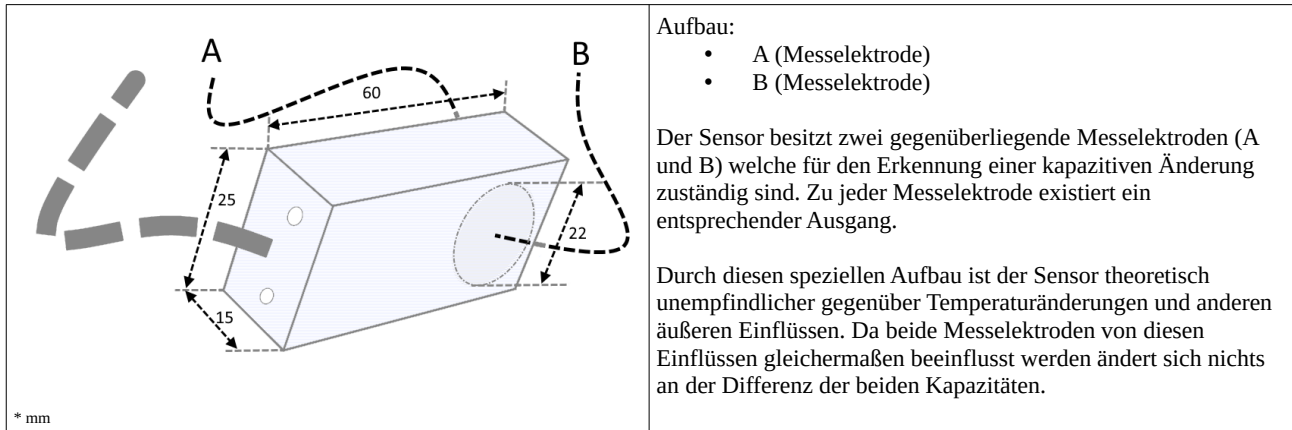 A
B
60
25
22
15
* mm
Aufbau:
• A (Messelektrode)
• B (Messelektrode)
Der Sensor besitzt zwei gegenüberliegende Messelektroden (A
und B) welche für den Erkennung einer kapazitiven Änderung
zuständig sind. Zu jeder Messelektrode existiert ein
entsprechender Ausgang.
Durch diesen speziellen Aufbau ist der Sensor theoretisch
unempfindlicher gegenüber Temperaturänderungen und anderen
äußeren Einflüssen. Da beide Messelektroden von diesen
Einflüssen gleichermaßen beeinflusst werden ändert sich nichts
an der Differenz der beiden Kapazitäten.